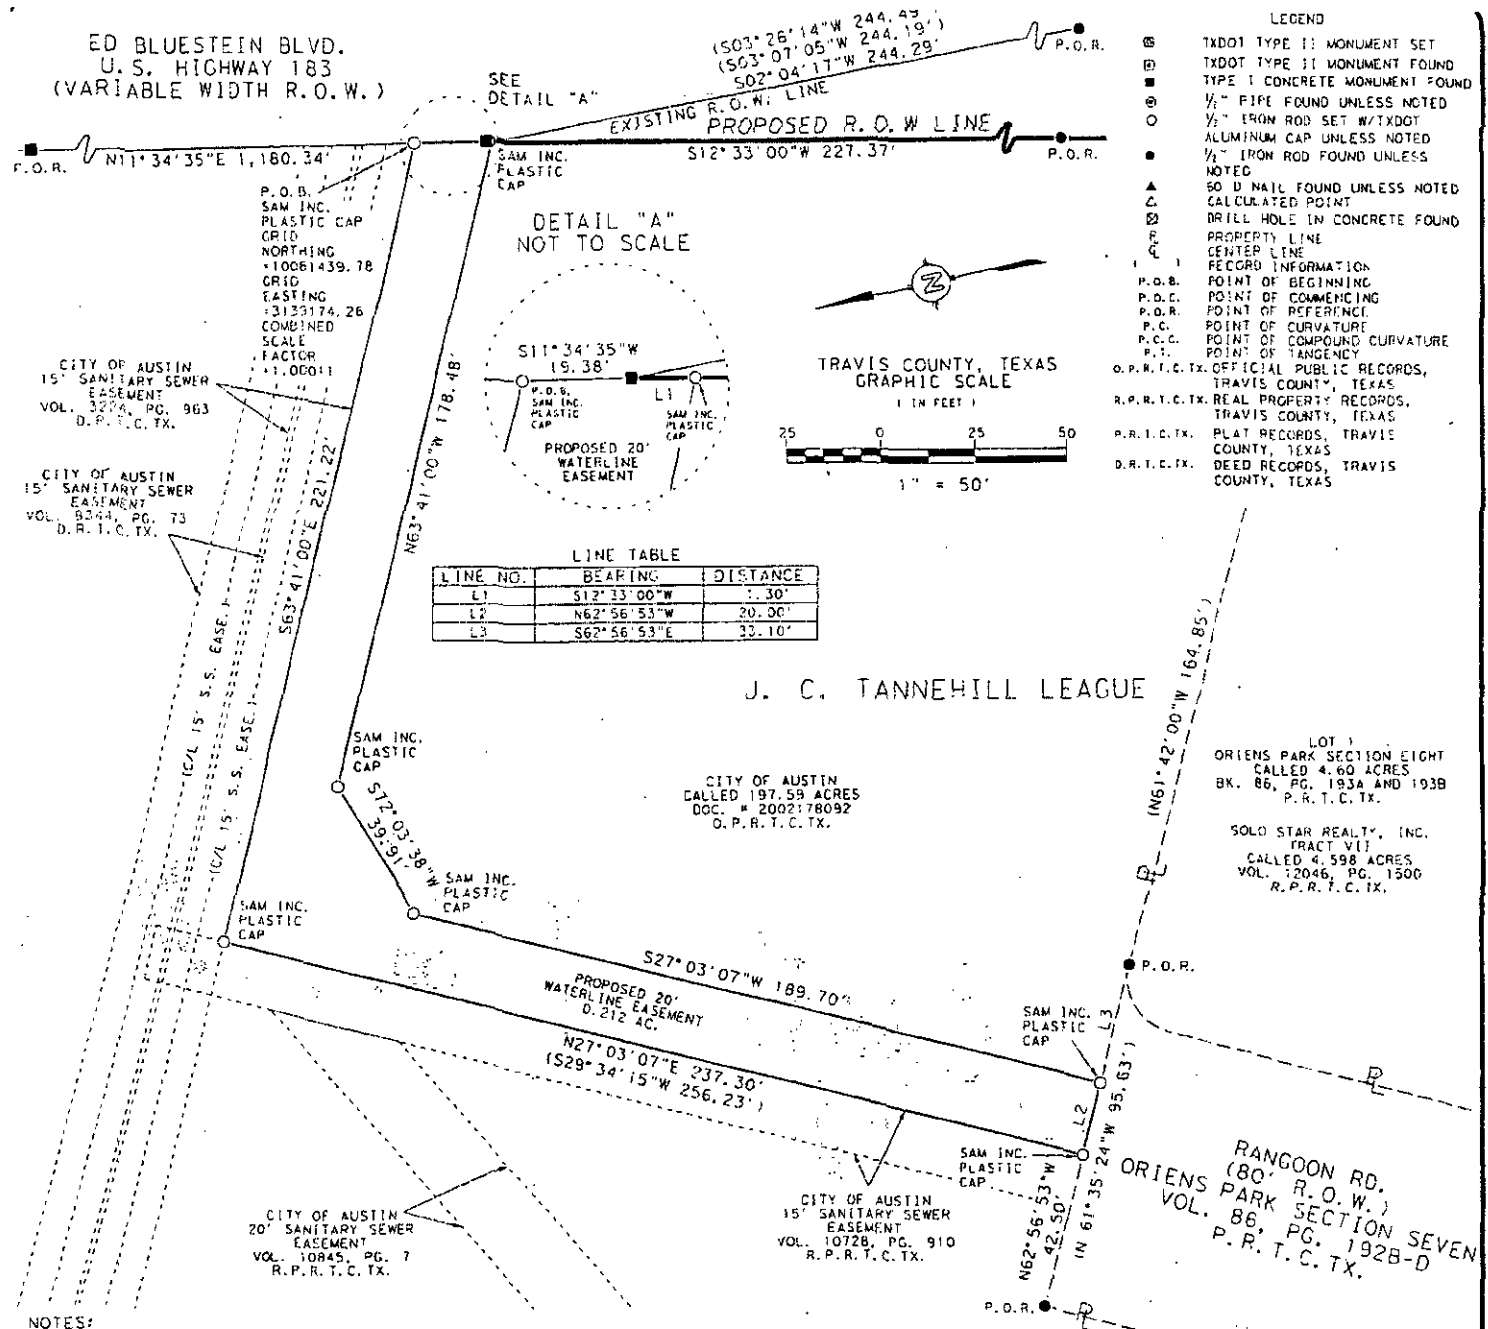 ED BLUESTEIN BLVD.
U.S. HIGHWAY 183
(VARIABLE WIDTH R.O.W.)
SEE
DETAIL "A"
(S03°26'14"W 244.49')
(S03°07'05"W 244.19')
S02°04'17"W 244.29'
EXISTING R.O.W. LINE
PROPOSED R.O.W LINE
S12°33'00"W 227.37'
P.O.R.
P.O.R.
P.O.R.
N11°34'35"E 1,180.34'
SAM INC.
PLASTIC
CAP
P.O.B.
SAM INC.
PLASTIC CAP
GRID
NORTHING
=10061439.78
GRID
EASTING
=3133174.26
COMBINED
SCALE
FACTOR
=1.00011
DETAIL "A"
NOT TO SCALE
S11°34'35"W
19.38'
P.O.B.
SAM INC.
PLASTIC
CAP
L1
SAM INC.
PLASTIC
CAP
PROPOSED 20'
WATERLINE
EASEMENT
TRAVIS COUNTY, TEXAS
GRAPHIC SCALE
( IN FEET )
25 0 25 50
1" = 50'
LEGEND
TXDOT TYPE II MONUMENT SET
TXDOT TYPE II MONUMENT FOUND
TYPE I CONCRETE MONUMENT FOUND
1/2" PIPE FOUND UNLESS NOTED
1/2" IRON ROD SET W/TXDOT
ALUMINUM CAP UNLESS NOTED
1/2" IRON ROD FOUND UNLESS
NOTED
60 D NAIL FOUND UNLESS NOTED
CALCULATED POINT
DRILL HOLE IN CONCRETE FOUND
PROPERTY LINE
CENTER LINE
( ) RECORD INFORMATION
P.O.B. POINT OF BEGINNING
P.O.C. POINT OF COMMENCING
P.O.R. POINT OF REFERENCE
P.C. POINT OF CURVATURE
P.C.C. POINT OF COMPOUND CURVATURE
P.T. POINT OF TANGENCY
O.P.R.T.C.TX. OFFICIAL PUBLIC RECORDS,
TRAVIS COUNTY, TEXAS
R.P.R.T.C.TX. REAL PROPERTY RECORDS,
TRAVIS COUNTY, TEXAS
P.R.T.C.TX. PLAT RECORDS, TRAVIS
COUNTY, TEXAS
D.R.T.C.TX. DEED RECORDS, TRAVIS
COUNTY, TEXAS
CITY OF AUSTIN
15' SANITARY SEWER
EASEMENT
VOL. PG. 963
D.R.T.C.TX.
CITY OF AUSTIN
15' SANITARY SEWER
EASEMENT
VOL. 8344, PG. 73
D.R.T.C.TX.
S63°41'00"E 221.22'
N63°41'00"W 178.48'
(C/L 15' S.S. EASE.)
(C/L 15' S.S. EASE.)
LINE TABLE
LINE NO. BEARING DISTANCE
L1 S12°33'00"W 1.30'
L2 N62°56'53"W 20.00'
L3 S62°56'53"E 33.10'
J. C. TANNEHILL LEAGUE
CITY OF AUSTIN
CALLED 197.59 ACRES
DOC. # 2002178092
O.P.R.T.C.TX.
(N61°42'00"W 164.85')
LOT 1
ORIENS PARK SECTION EIGHT
CALLED 4.60 ACRES
BK. 86, PG. 193A AND 193B
P.R.T.C.TX.
SOLO STAR REALTY, INC.
TRACT VII
CALLED 4.598 ACRES
VOL. 12046, PG. 1500
R.P.R.T.C.TX.
SAM INC.
PLASTIC
CAP
S72°03'38"W
39.91'
SAM INC.
PLASTIC
CAP
SAM INC.
PLASTIC
CAP
S27°03'07"W 189.70'
PROPOSED 20'
WATERLINE EASEMENT
0.212 AC.
N27°03'07"E 237.30'
(S29°34'15"W 256.23')
P.O.R.
SAM INC.
PLASTIC
CAP
L3
L2
(N 61°35'24"W 95.63')
SAM INC.
PLASTIC
CAP
N62°56'53"W
42.50'
RANGOON RD.
(80' R.O.W.)
ORIENS PARK SECTION SEVEN
VOL. 86, PG. 192B-D
P.R.T.C.TX.
CITY OF AUSTIN
20' SANITARY SEWER
EASEMENT
VOL. 10845, PG. 7
R.P.R.T.C.TX.
CITY OF AUSTIN
15' SANITARY SEWER
EASEMENT
VOL. 10728, PG. 910
R.P.R.T.C.TX.
P.O.R.
NOTES: